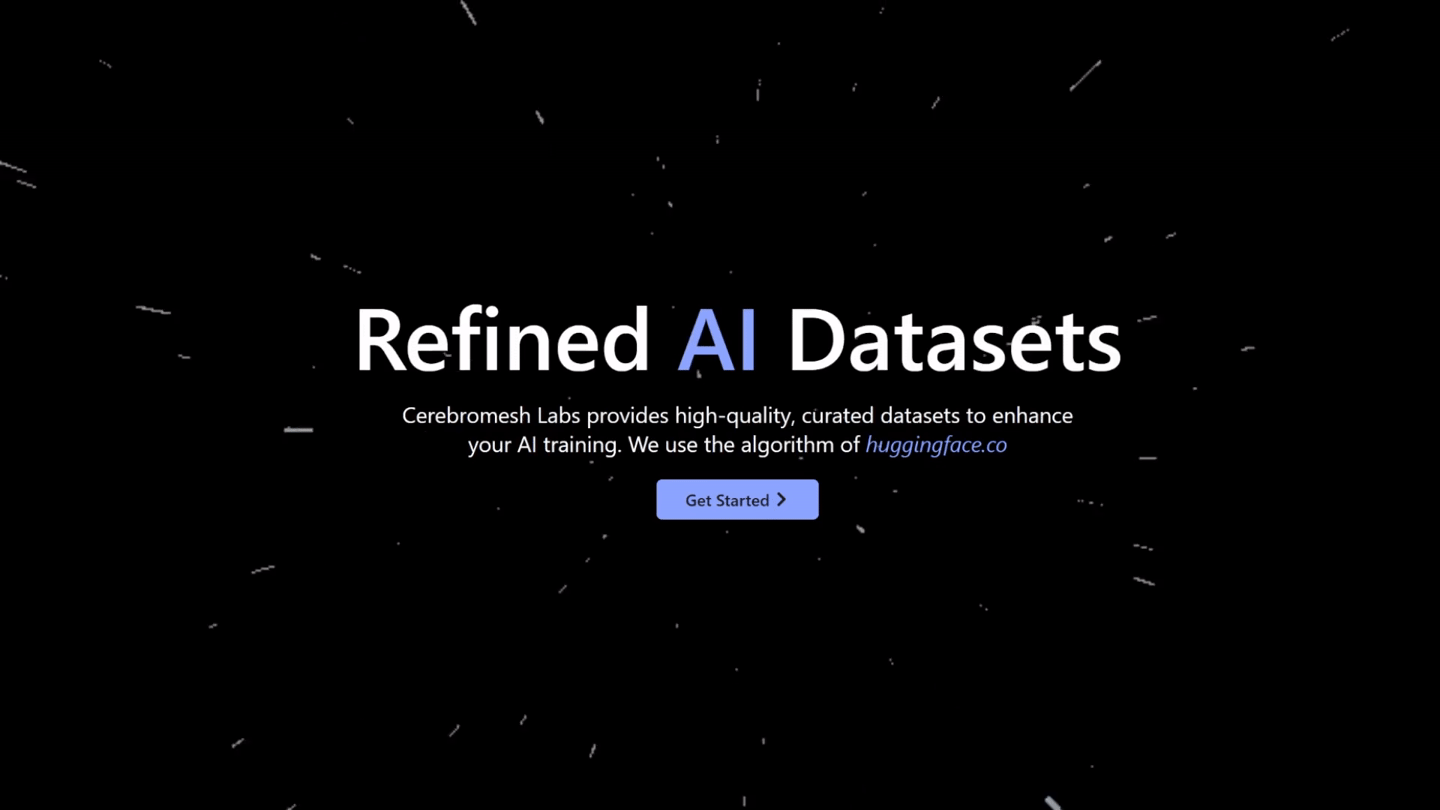 Refined AI Datasets
Cerebromesh Labs provides high-quality, curated datasets to enhance
your AI training. We use the algorithm of huggingface.co
Get Started